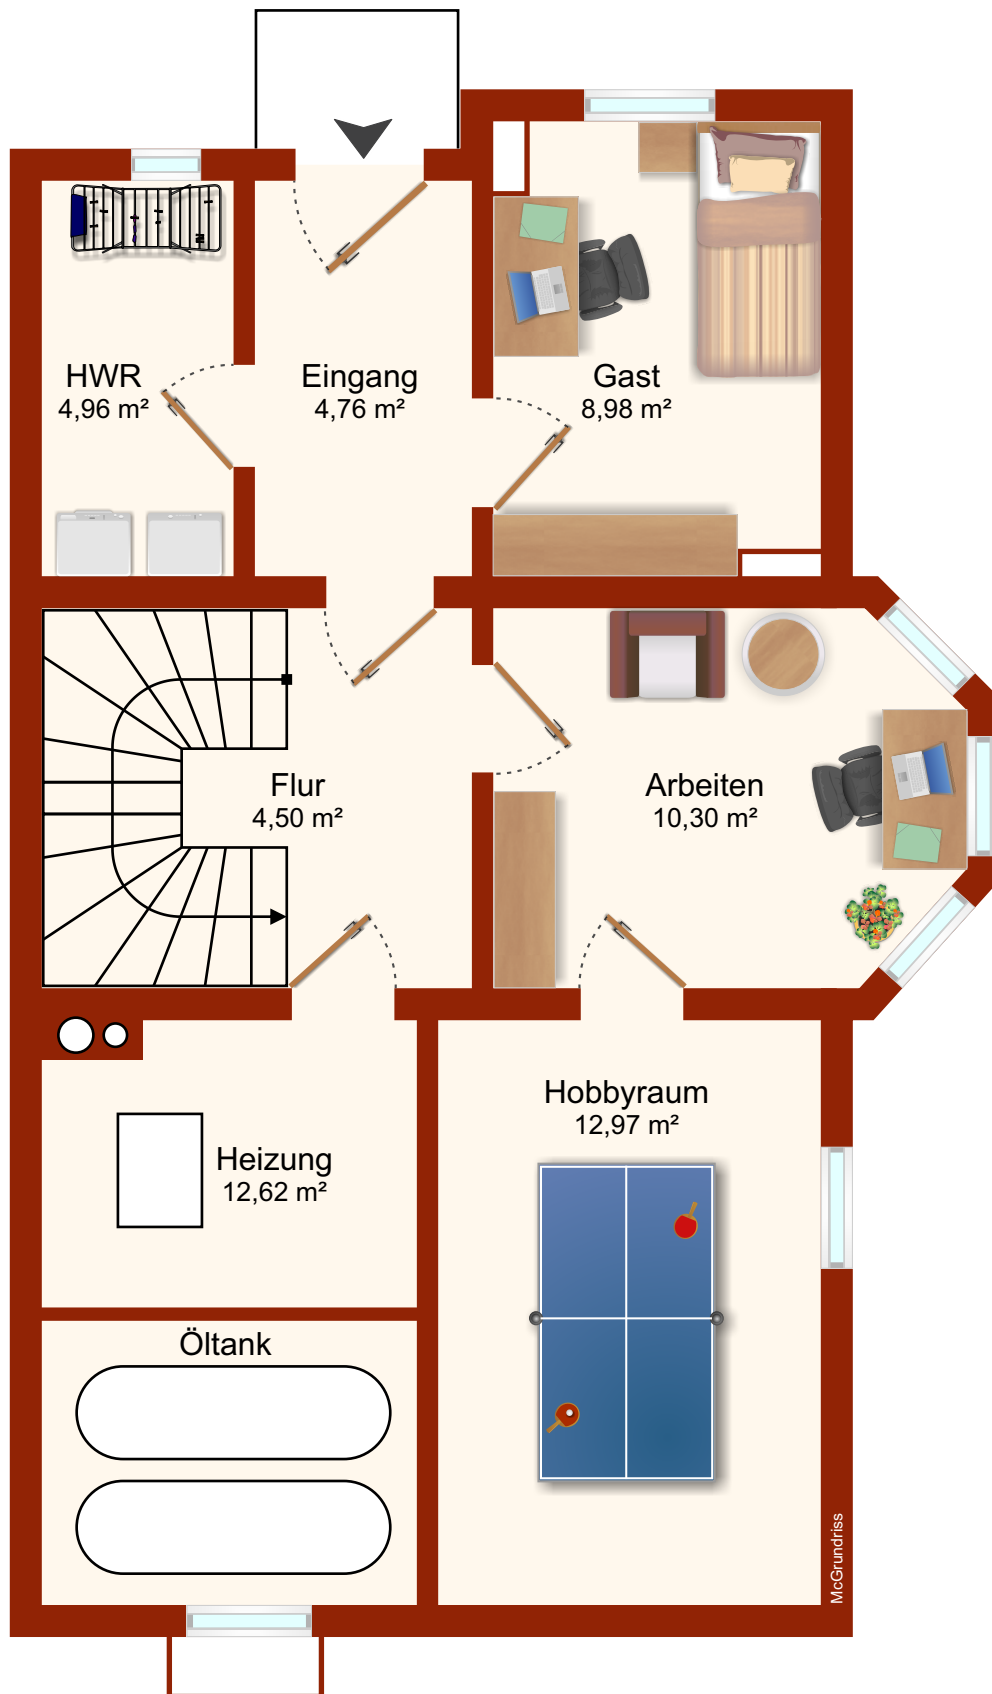 HWR
4,96 m²
Eingang
4,76 m²
Gast
8,98 m²
Flur
4,50 m²
Arbeiten
10,30 m²
Hobbyraum
12,97 m²
Heizung
12,62 m²
Öltank
McGrundriss